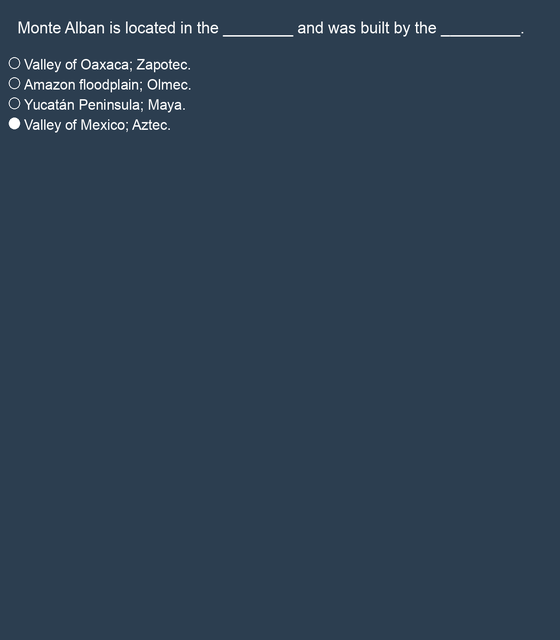 Monte Alban is located in the ________ and was built by the _________.
Valley of Oaxaca; Zapotec.
Amazon floodplain; Olmec.
Yucatán Peninsula; Maya.
Valley of Mexico; Aztec.